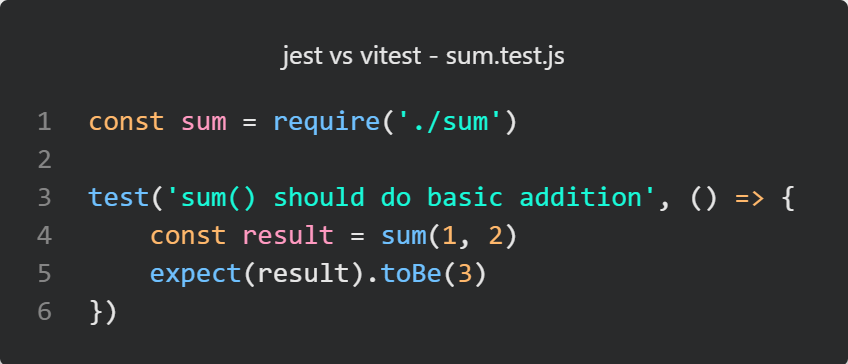 jest vs vitest - sum.test.js
1 const sum = require('./sum')
2
3 test('sum() should do basic addition', () => {
4     const result = sum(1, 2)
5     expect(result).toBe(3)
6 })